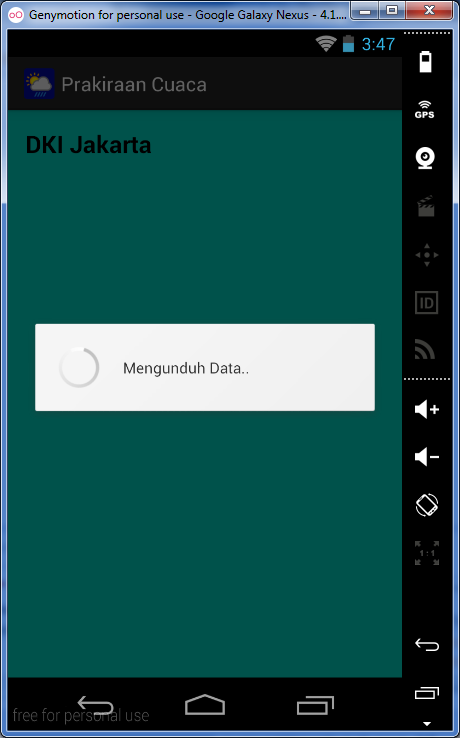 Genymotion for personal use - Google Galaxy Nexus - 4.1....
3:47
Prakiraan Cuaca
GPS
DKI Jakarta
ID
Mengunduh Data..
1:1
free for personal use